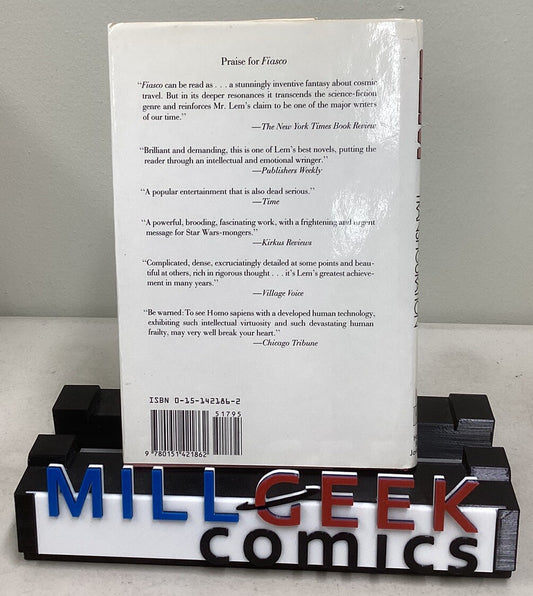 Praise for Fiasco
"Fiasco can be read as . . . a stunningly inventive fantasy about cosmic
travel. But in its deeper resonances it transcends the science-fiction
genre and reinforces Mr. Lem's claim to be one of the major writers
of our time."
—The New York Times Book Review
"Brilliant and demanding, this is one of Lem's best novels, putting the
reader through an intellectual and emotional wringer."
—Publishers Weekly
"A popular entertainment that is also dead serious."
—Time
"A powerful, brooding, fascinating work, with a frightening and urgent
message for Star Wars-mongers."
—Kirkus Reviews
"Complicated, dense, excruciatingly detailed at some points and beau-
tiful at others, rich in rigorous thought . . . it's Lem's greatest achieve-
ment in many years."
—Village Voice
"Be warned: To see Homo sapiens with a developed human technology,
exhibiting such intellectual virtuosity and such devastating human
frailty, may very well break your heart."
—Chicago Tribune
ISBN 0-15-142186-2
51795
9 780151 421862
MILL GEEK
comics